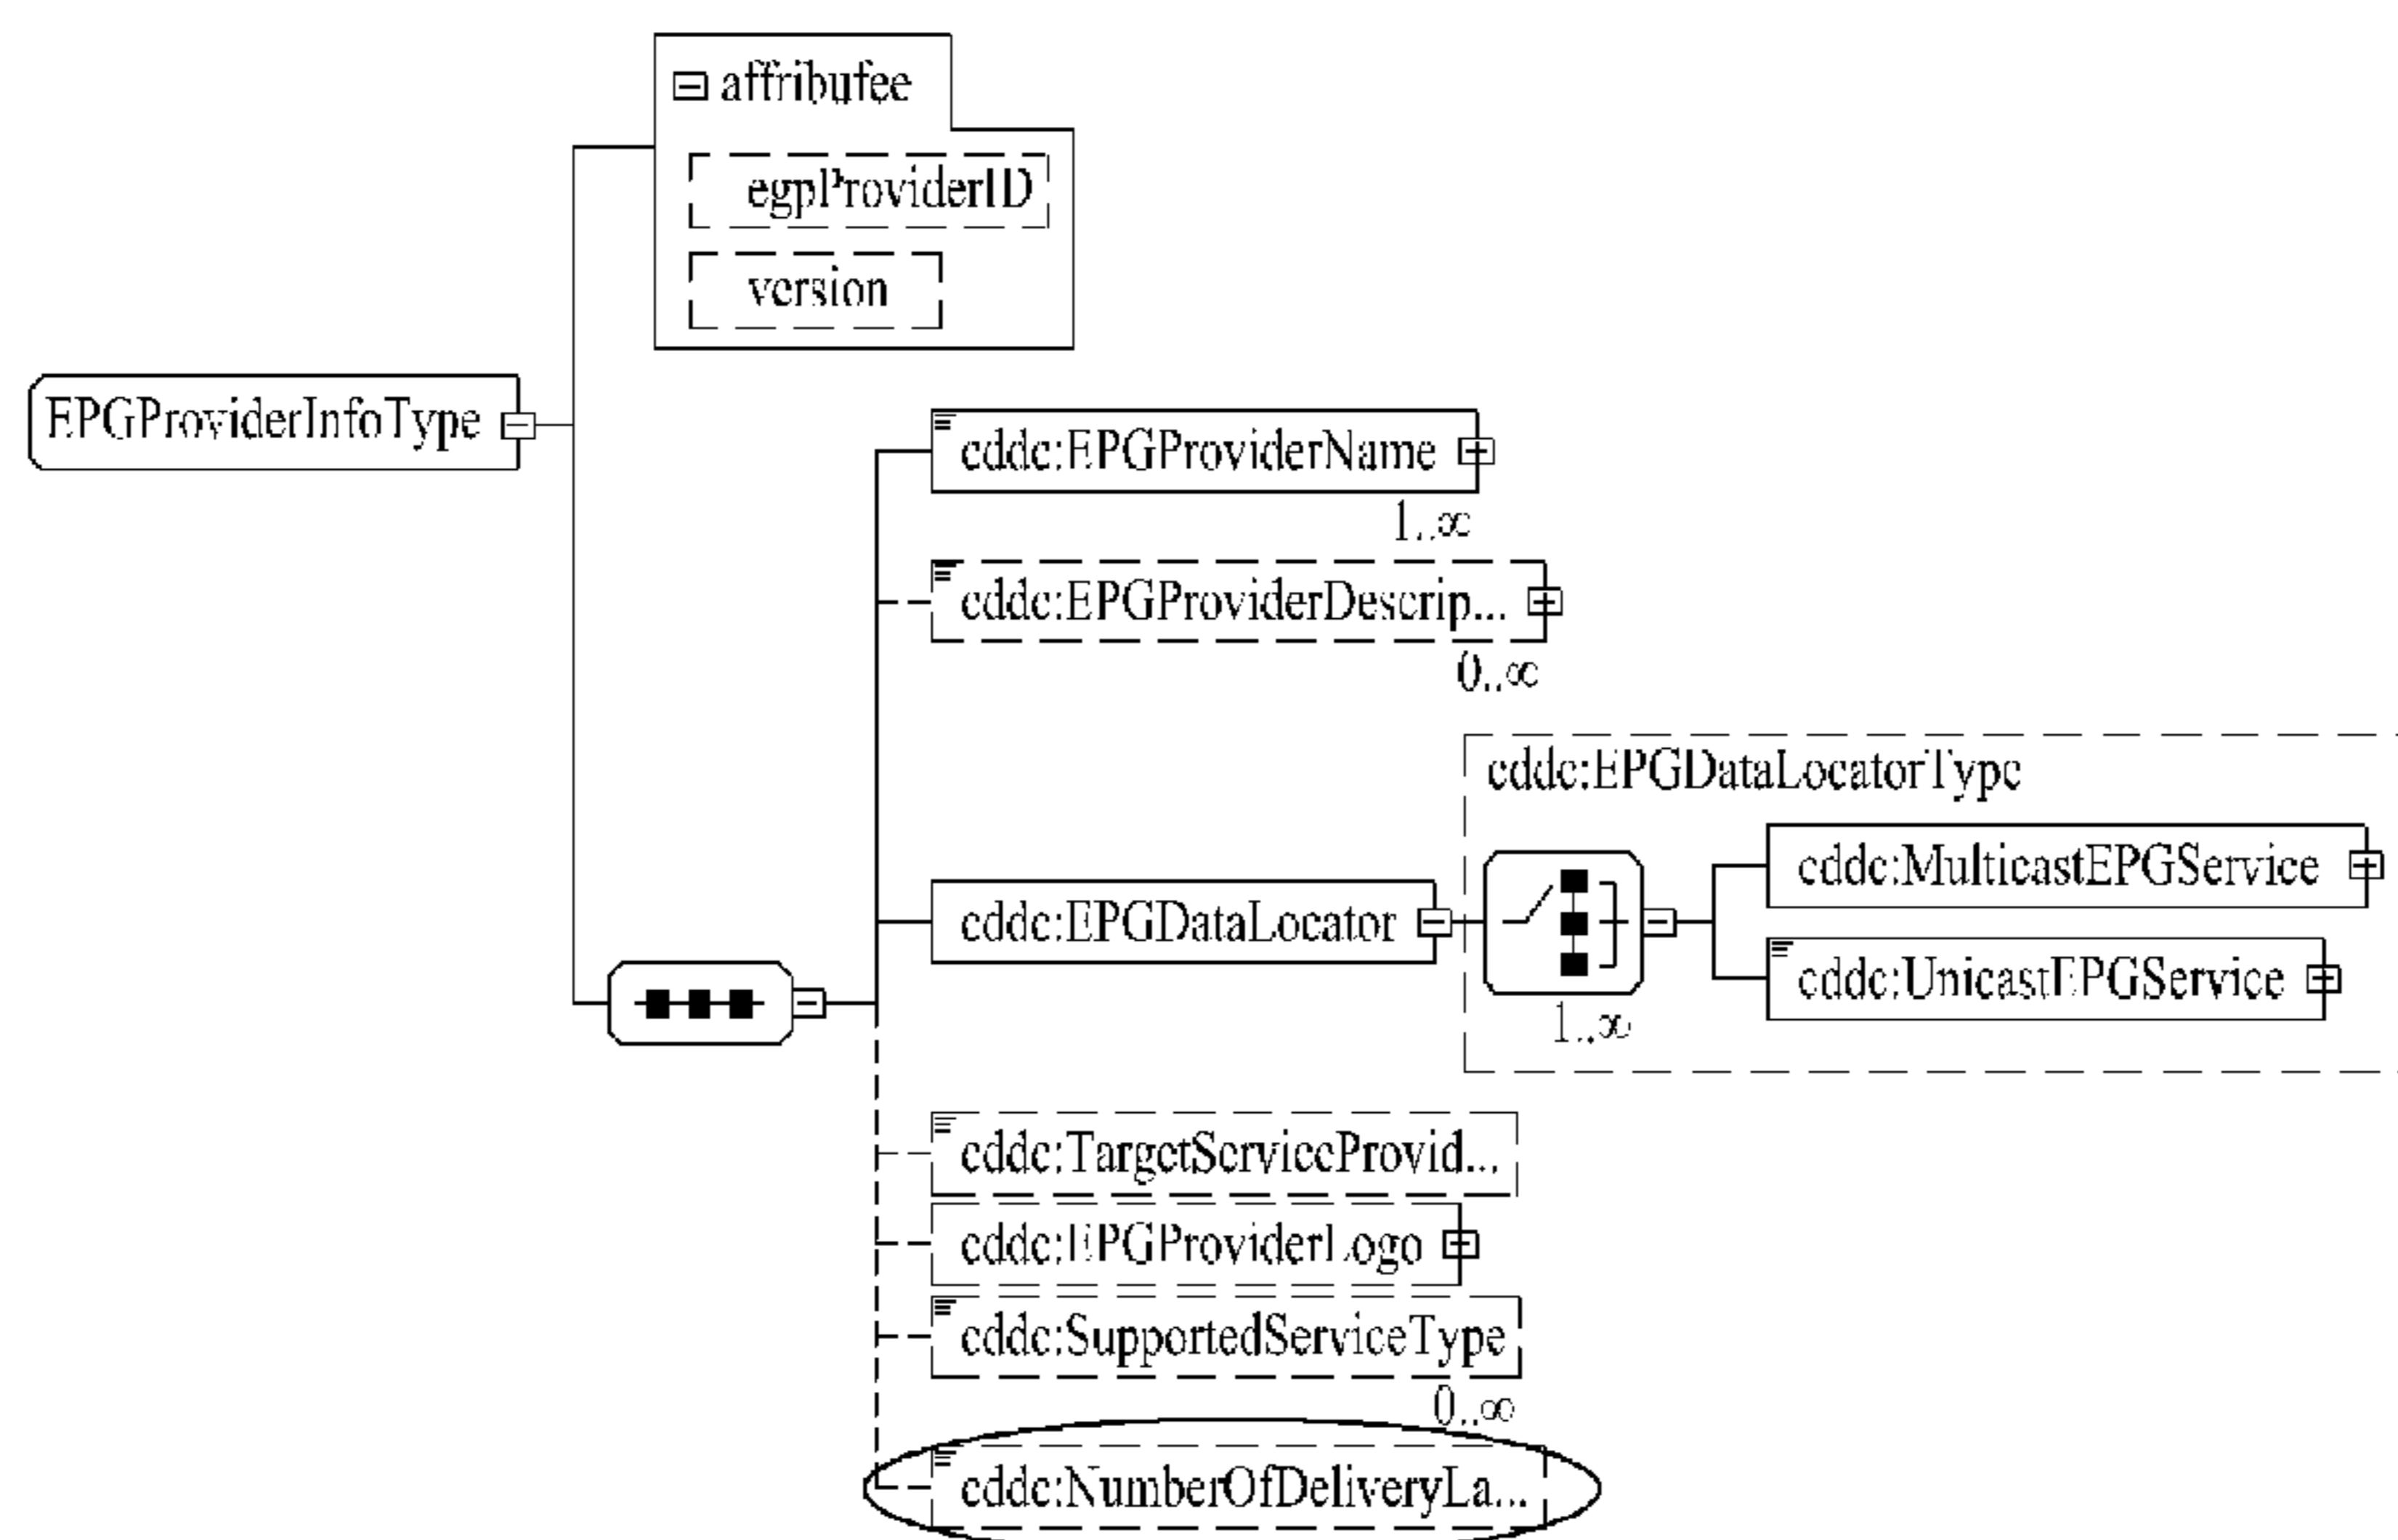 affribufee
egpProviderID
version
EPGProviderInfoType
cddc:EPGProviderName
1..∞
cddc:EPGProviderDescrip...
0..∞
cddc:EPGDataLocatorType
cddc:MulticastEPGService
cddc:EPGDataLocator
cddc:UnicastEPGService
1..∞
cddc:TargetServiceProvid...
cddc:EPGProviderLogo
cddc:SupportedServiceType
0..∞
cddc:NumberOfDeliveryLa...